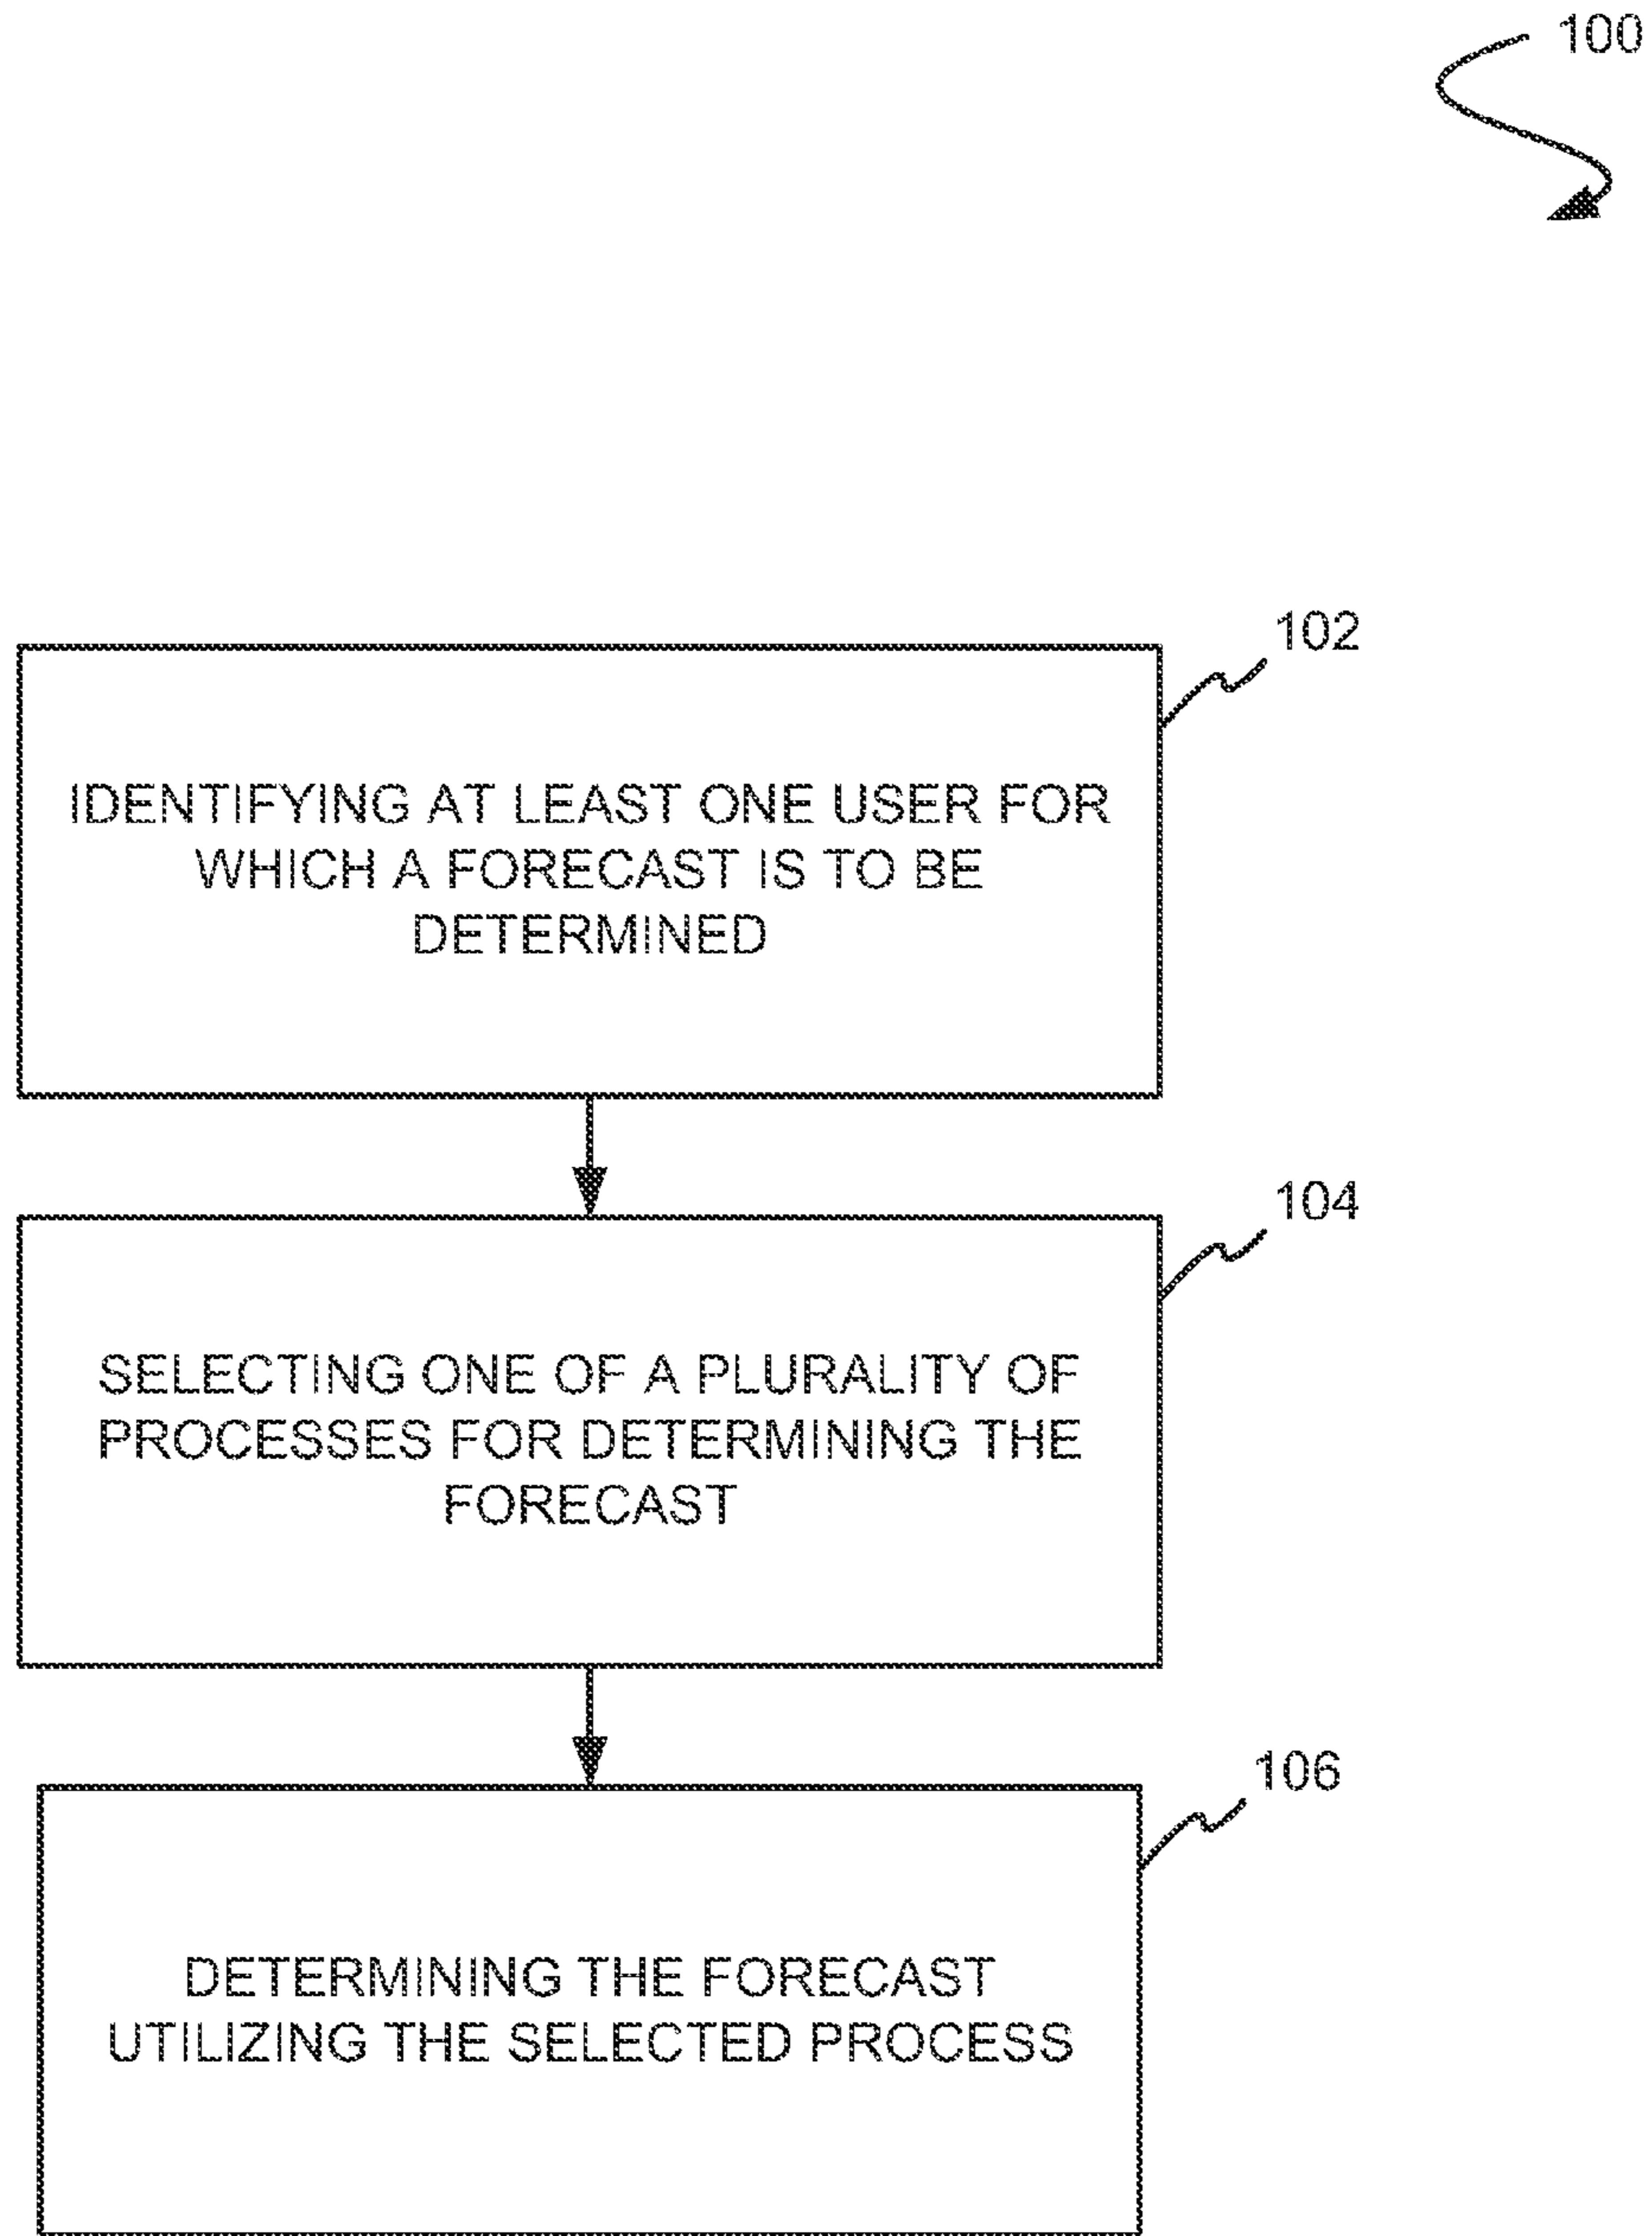 100
102
IDENTIFYING AT LEAST ONE USER FOR
WHICH A FORECAST IS TO BE
DETERMINED
104
SELECTING ONE OF A PLURALITY OF
PROCESSES FOR DETERMINING THE
FORECAST
106
DETERMINING THE FORECAST
UTILIZING THE SELECTED PROCESS